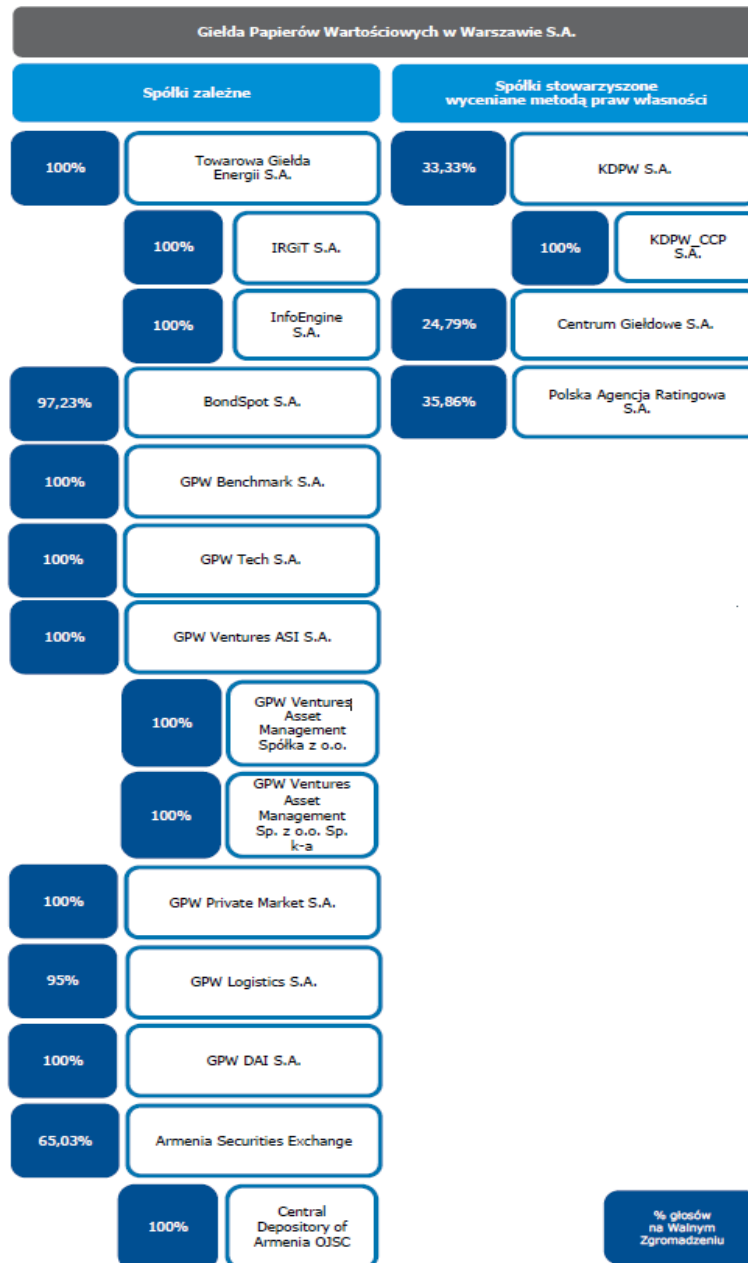 Giełda Papierów Wartościowych w Warszawie S.A.
Spółki zależne
Spółki stowarzyszone
wyceniane metodą praw własności
100%
Towarowa Giełda
Energii S.A.
33,33%
KDPW S.A.
100%
IRGiT S.A.
100%
KDPW_CCP
S.A.
100%
InfoEngine
S.A.
24,79%
Centrum Giełdowe S.A.
97,23%
BondSpot S.A.
35,86%
Polska Agencja Ratingowa
S.A.
100%
GPW Benchmark S.A.
100%
GPW Tech S.A.
100%
GPW Ventures ASI S.A.
100%
GPW Ventures
Asset
Management
Spółka z o.o.
100%
GPW Ventures
Asset
Management
Sp. z o.o. Sp.
k-a
100%
GPW Private Market S.A.
95%
GPW Logistics S.A.
100%
GPW DAI S.A.
65,03%
Armenia Securities Exchange
100%
Central
Depository of
Armenia OJSC
% głosów
na Walnym
Zgromadzeniu